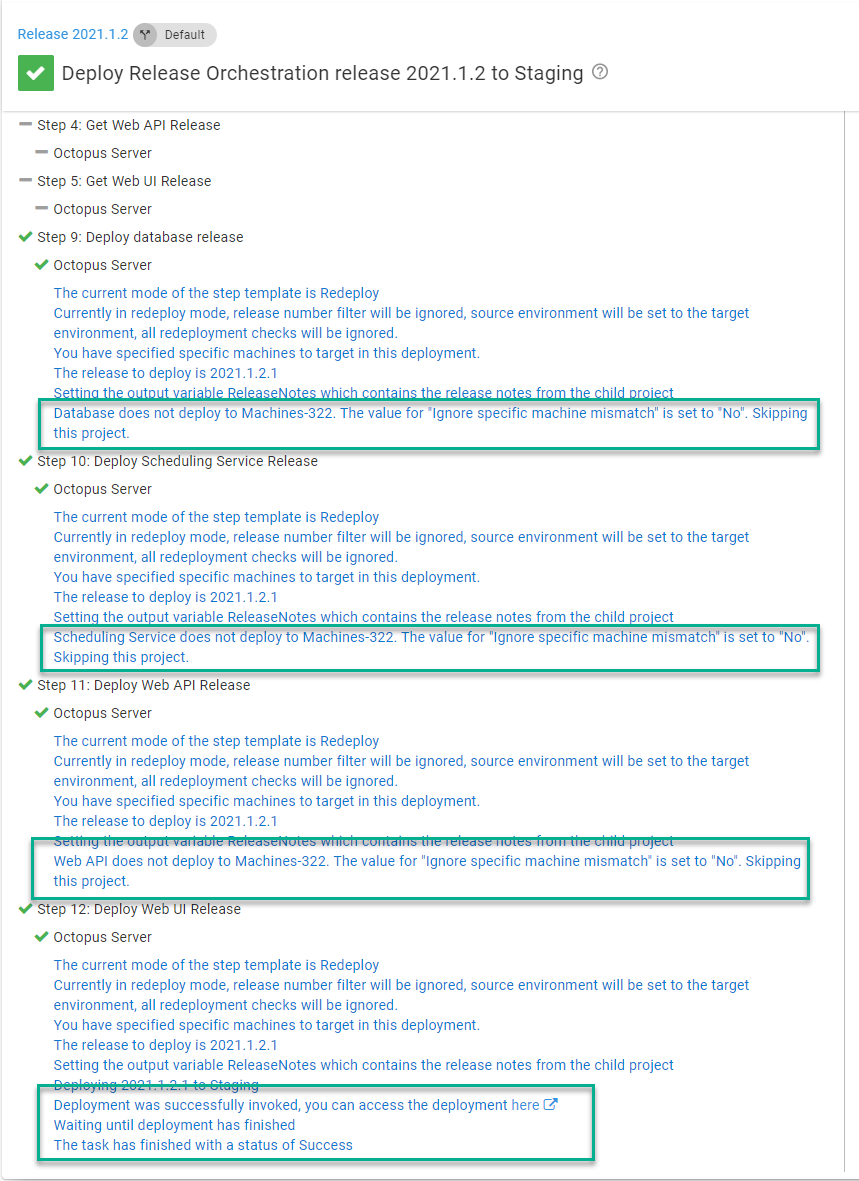 Release 2021.1.2 Default
Deploy Release Orchestration release 2021.1.2 to Staging ?
Step 4: Get Web API Release
Octopus Server
Step 5: Get Web UI Release
Octopus Server
Step 9: Deploy database release
Octopus Server
The current mode of the step template is Redeploy
Currently in redeploy mode, release number filter will be ignored, source environment will be set to the target
environment, all redeployment checks will be ignored.
You have specified specific machines to target in this deployment.
The release to deploy is 2021.1.2.1
Setting the output variable ReleaseNotes which contains the release notes from the child project
Database does not deploy to Machines-322. The value for "Ignore specific machine mismatch" is set to "No". Skipping
this project.
Step 10: Deploy Scheduling Service Release
Octopus Server
The current mode of the step template is Redeploy
Currently in redeploy mode, release number filter will be ignored, source environment will be set to the target
environment, all redeployment checks will be ignored.
You have specified specific machines to target in this deployment.
The release to deploy is 2021.1.2.1
Setting the output variable ReleaseNotes which contains the release notes from the child project
Scheduling Service does not deploy to Machines-322. The value for "Ignore specific machine mismatch" is set to "No".
Skipping this project.
Step 11: Deploy Web API Release
Octopus Server
The current mode of the step template is Redeploy
Currently in redeploy mode, release number filter will be ignored, source environment will be set to the target
environment, all redeployment checks will be ignored.
You have specified specific machines to target in this deployment.
The release to deploy is 2021.1.2.1
Setting the output variable ReleaseNotes which contains the release notes from the child project
Web API does not deploy to Machines-322. The value for "Ignore specific machine mismatch" is set to "No". Skipping
this project.
Step 12: Deploy Web UI Release
Octopus Server
The current mode of the step template is Redeploy
Currently in redeploy mode, release number filter will be ignored, source environment will be set to the target
environment, all redeployment checks will be ignored.
You have specified specific machines to target in this deployment.
The release to deploy is 2021.1.2.1
Setting the output variable ReleaseNotes which contains the release notes from the child project
Deploying 2021.1.2.1 to Staging
Deployment was successfully invoked, you can access the deployment here
Waiting until deployment has finished
The task has finished with a status of Success